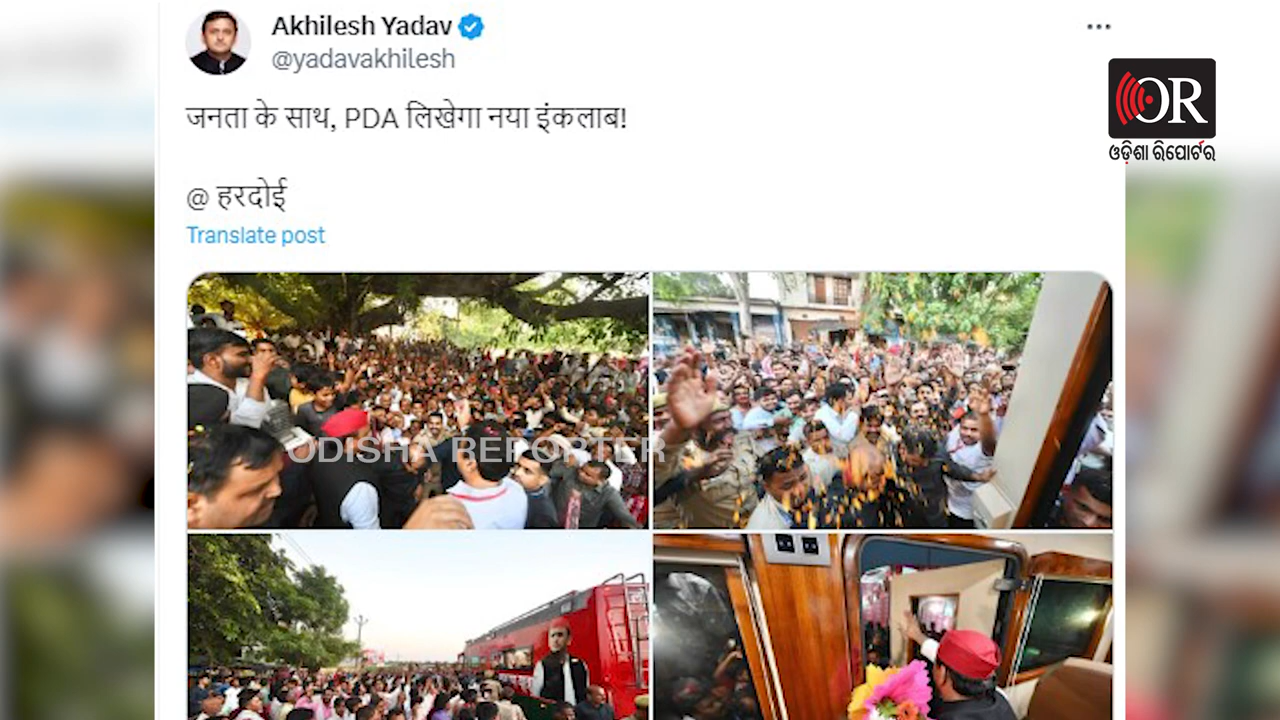 Akhilesh Yadav
@yadavakhilesh
जनता के साथ, PDA लिखेगा नया इंकलाब!
@ हरदोई
Translate post
OR
ଓଡ଼ିଶା ରିପୋର୍ଟର
ODISHA REPORTER